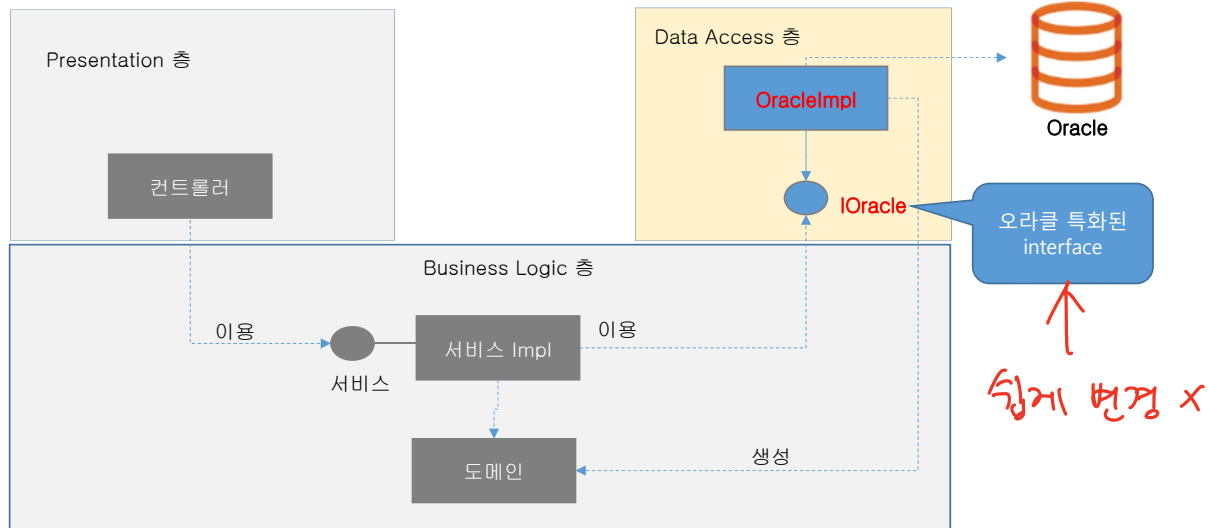 Presentation 층
컨트롤러
Data Access 층
OracleImpl
IOracle
Oracle
오라클 특화된
interface
쉽게 변경 x
Business Logic 층
이용
서비스
서비스 Impl
이용
도메인
생성